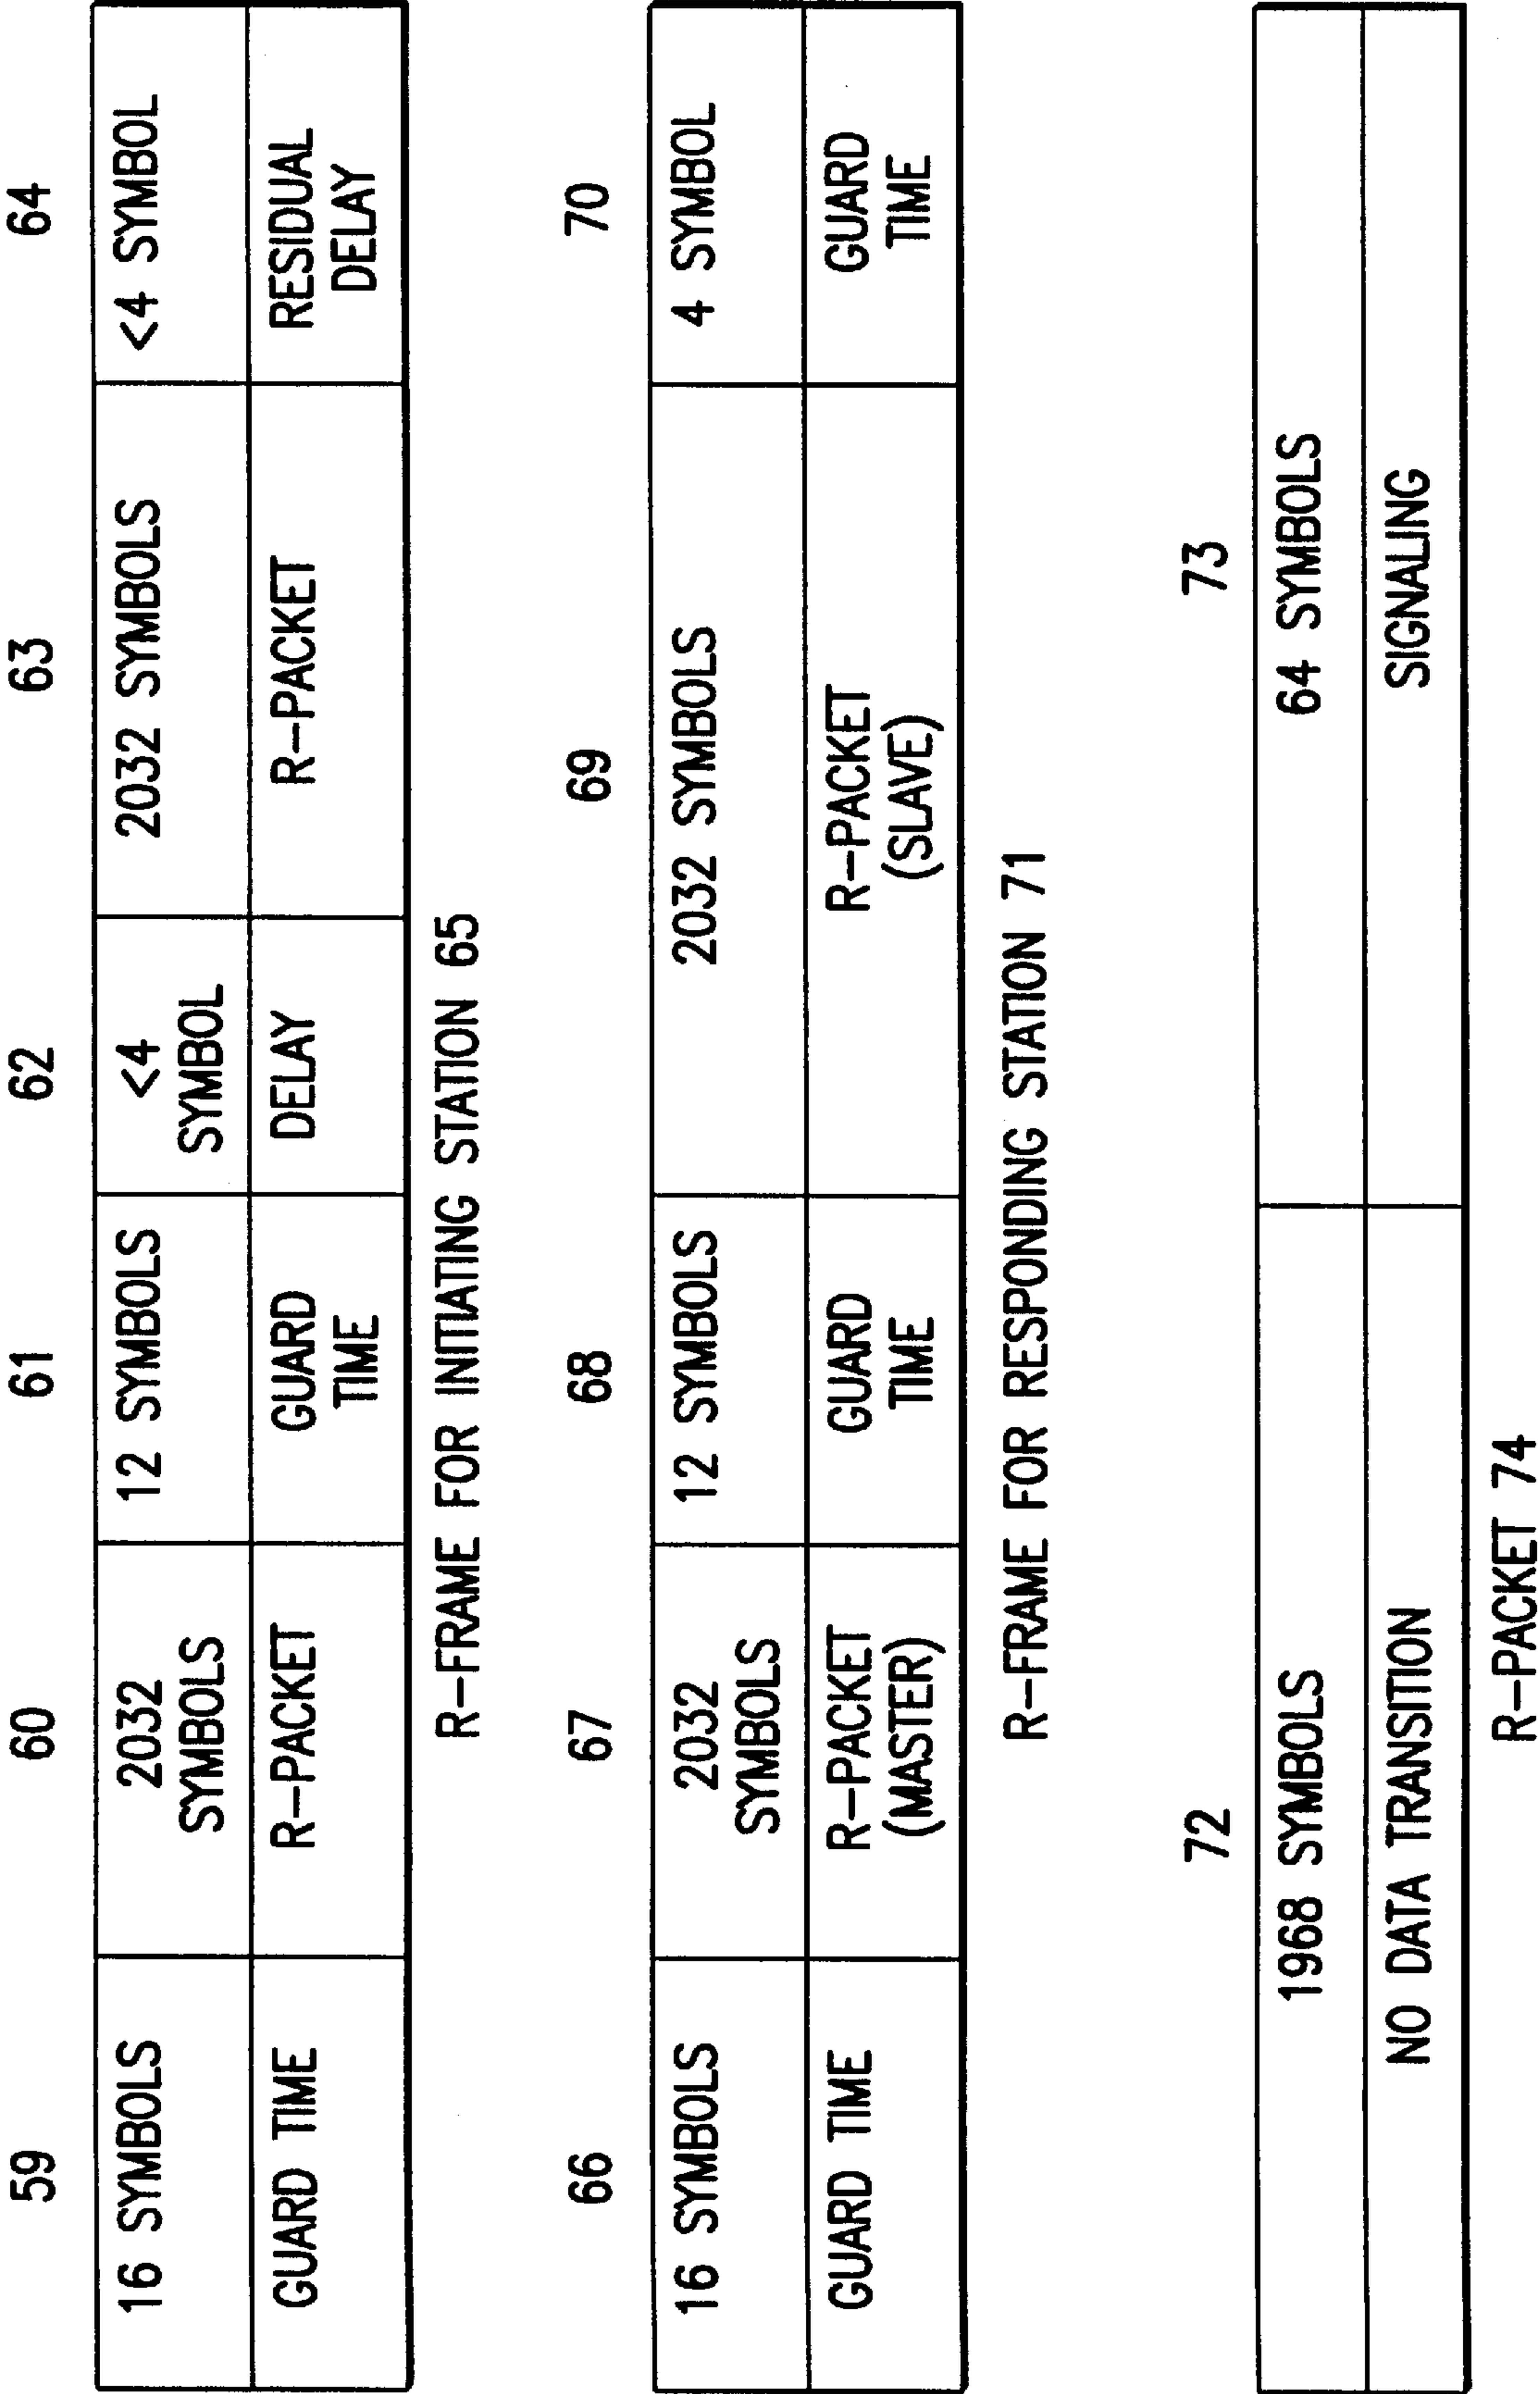 59 60 61 62 63 64
16 SYMBOLS
2032
SYMBOLS
12 SYMBOLS
<4
SYMBOL
2032 SYMBOLS
<4 SYMBOL
GUARD TIME
R-PACKET
GUARD
TIME
DELAY
R-PACKET
RESIDUAL
DELAY
R-FRAME FOR INITIATING STATION 65
66 67 68 69 70
16 SYMBOLS
2032
SYMBOLS
12 SYMBOLS
2032 SYMBOLS
4 SYMBOL
GUARD TIME
R-PACKET
(MASTER)
GUARD
TIME
R-PACKET
(SLAVE)
GUARD
TIME
R-FRAME FOR RESPONDING STATION 71
72 73
1968 SYMBOLS
64 SYMBOLS
NO DATA TRANSITION
SIGNALING
R-PACKET 74